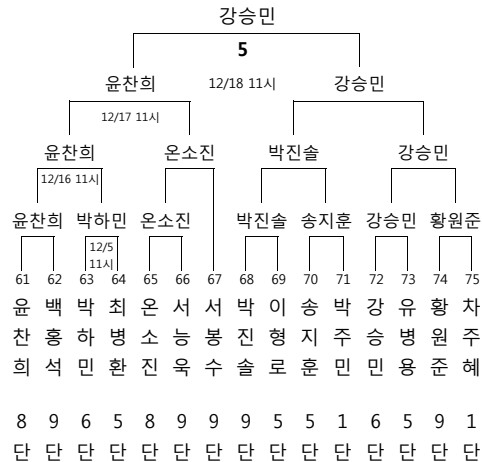 강승민
5
윤찬희 12/18 11시 강승민
12/17 11시
윤찬희 온소진 박진솔 강승민
12/16 11시
윤찬희 박하민 온소진 박진솔 송지훈 강승민 황원준
12/5
11시
61 62 63 64 65 66 67 68 69 70 71 72 73 74 75
윤 백 박 최 온 서 서 박 이 송 박 강 유 황 차
찬 홍 하 병 소 능 봉 진 형 지 주 승 병 원 주
희 석 민 환 진 욱 수 솔 로 훈 민 민 용 준 혜
8 9 6 5 8 9 9 9 5 5 1 6 5 9 1
단 단 단 단 단 단 단 단 단 단 단 단 단 단 단